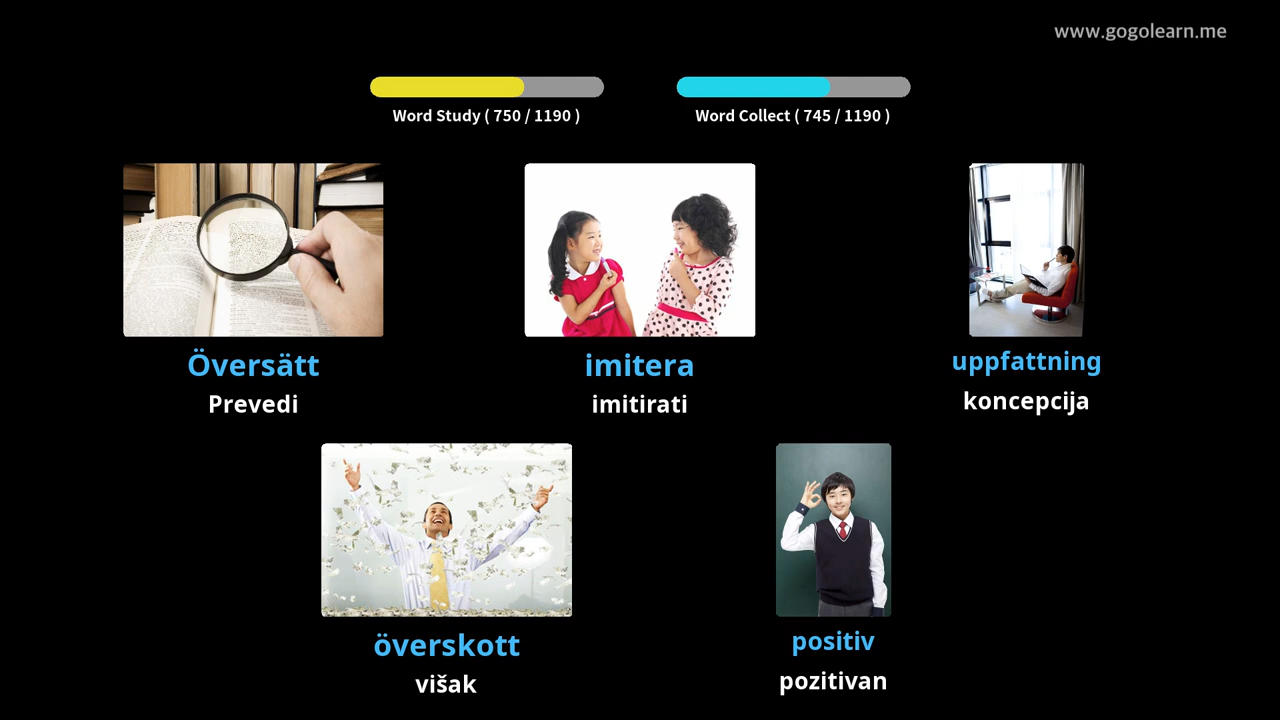 www.gogolearn.me
Word Study ( 750 / 1190 )
Word Collect ( 745 / 1190 )
Översätt
Prevedi
imitera
imitirati
uppfattning
koncepcija
överskott
višak
positiv
pozitivan